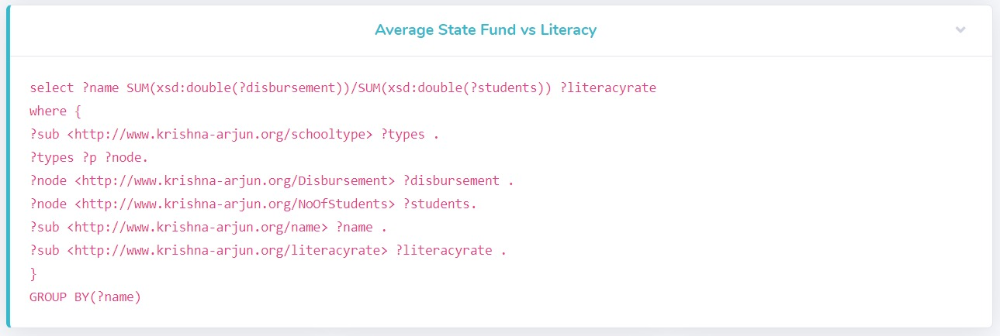 Average State Fund vs Literacy
select ?name SUM(xsd:double(?disbursement))/SUM(xsd:double(?students)) ?literacyrate
where {
?sub <http://www.krishna-arjun.org/schooltype> ?types .
?types ?p ?node.
?node <http://www.krishna-arjun.org/Disbursement> ?disbursement .
?node <http://www.krishna-arjun.org/NoOfStudents> ?students.
?sub <http://www.krishna-arjun.org/name> ?name .
?sub <http://www.krishna-arjun.org/literacyrate> ?literacyrate .
}
GROUP BY(?name)